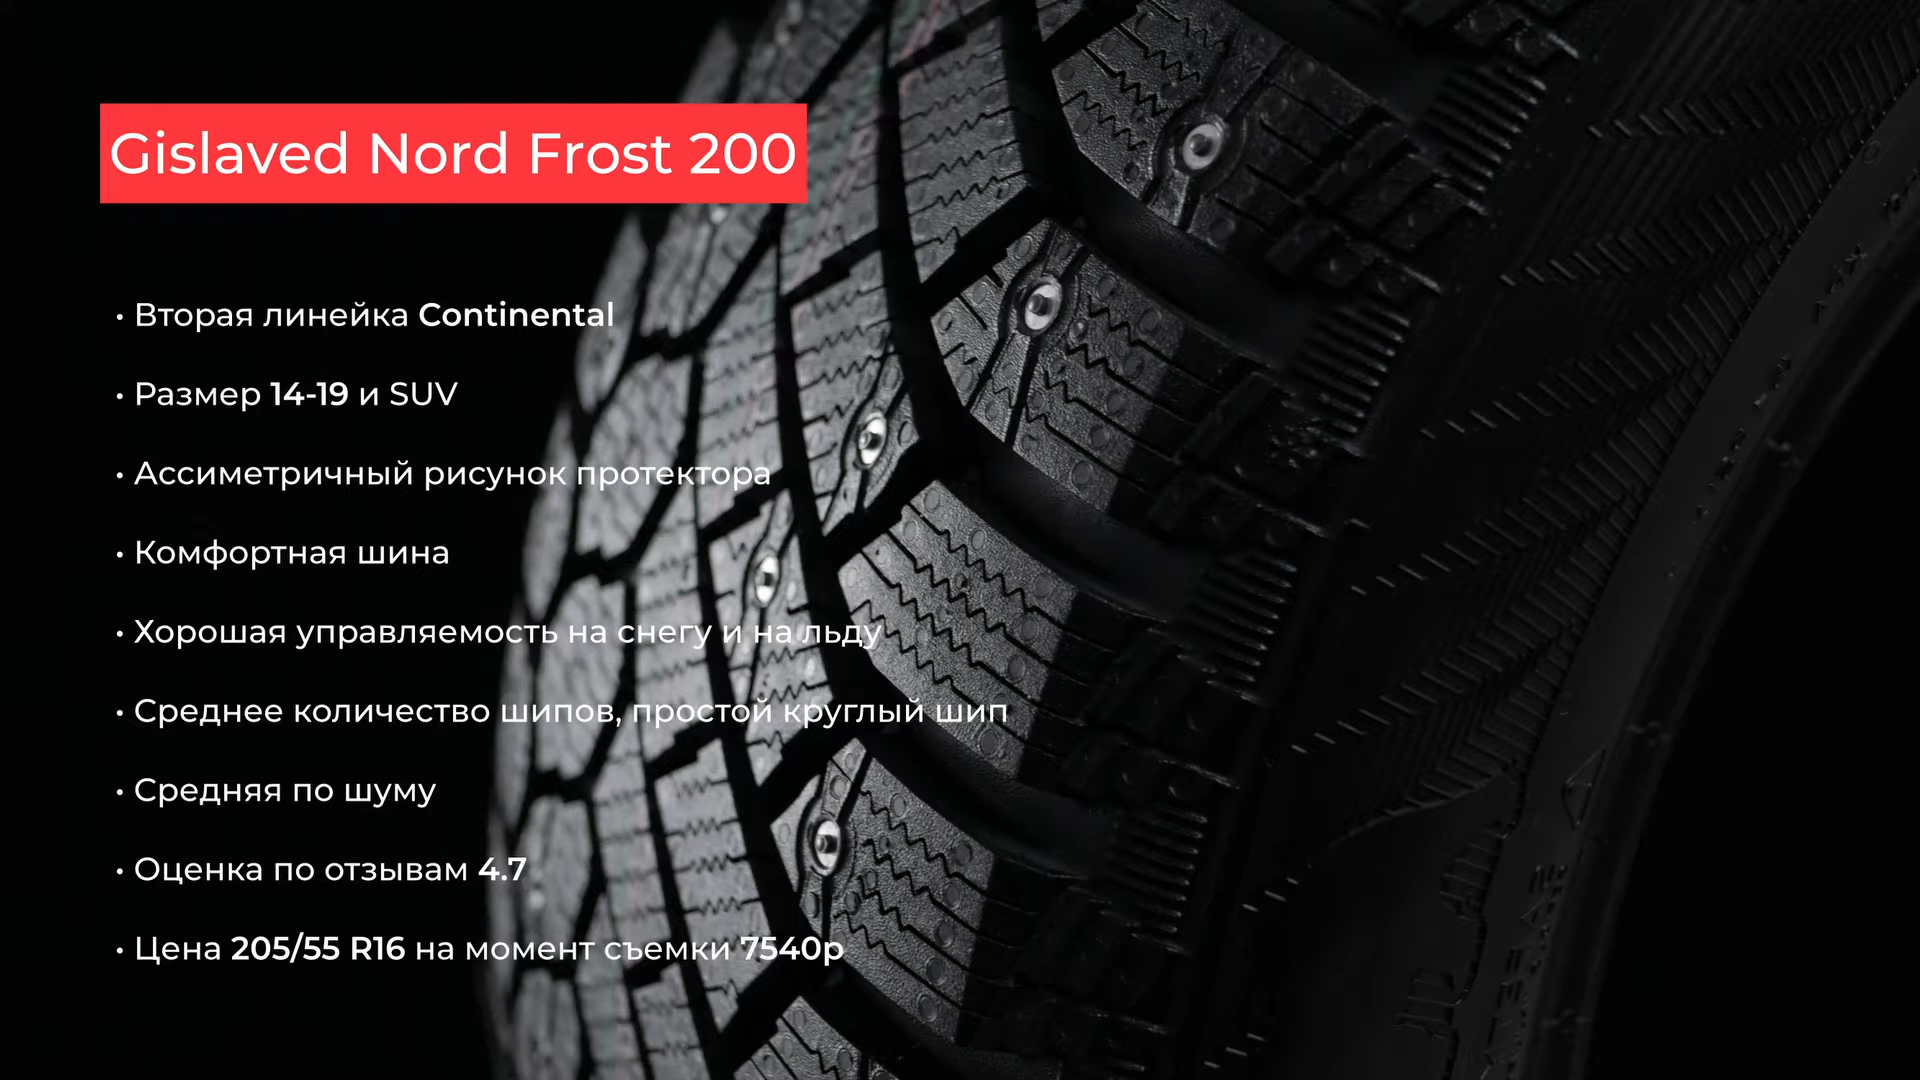 Gislaved Nord Frost 200
• Вторая линейка Continental
• Размер 14-19 и SUV
• Ассиметричный рисунок протектора
• Комфортная шина
• Хорошая управляемость на снегу и на льду
• Среднее количество шипов, простой круглый шип
• Средняя по шуму
• Оценка по отзывам 4.7
• Цена 205/55 R16 на момент съемки 7540р